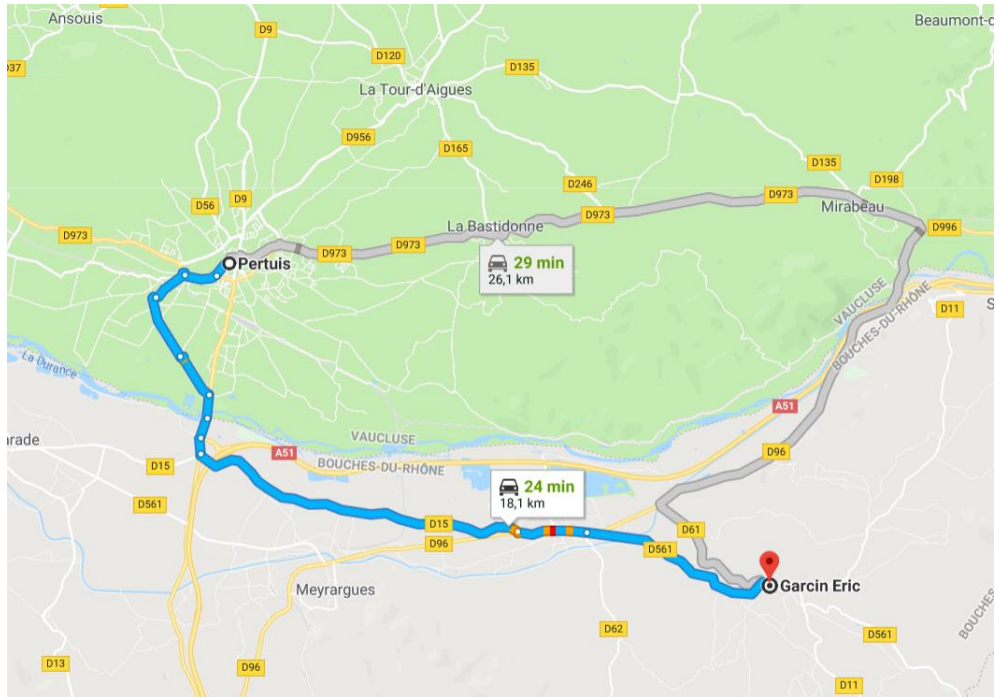 Ansouis
D9
Beaumont-d
D37
D120
D135
La Tour-d'Aigues
D956
D165
D135
D246
D198
D9
D56
D973
D973
Mirabeau
La Bastidonne
D996
D973
D973
D973
Pertuis
29 min
26,1 km
VAUCLUSE
BOUCHES-DU-RHÔNE
D11
S
La Durance
A51
VAUCLUSE
arade
A51
D96
BOUCHES-DU-RHÔNE
D15
24 min
18,1 km
D561
D15
D61
D96
D561
Meyrargues
Garcin Eric
BOUCHES
D62
D561
D13
D96
D11